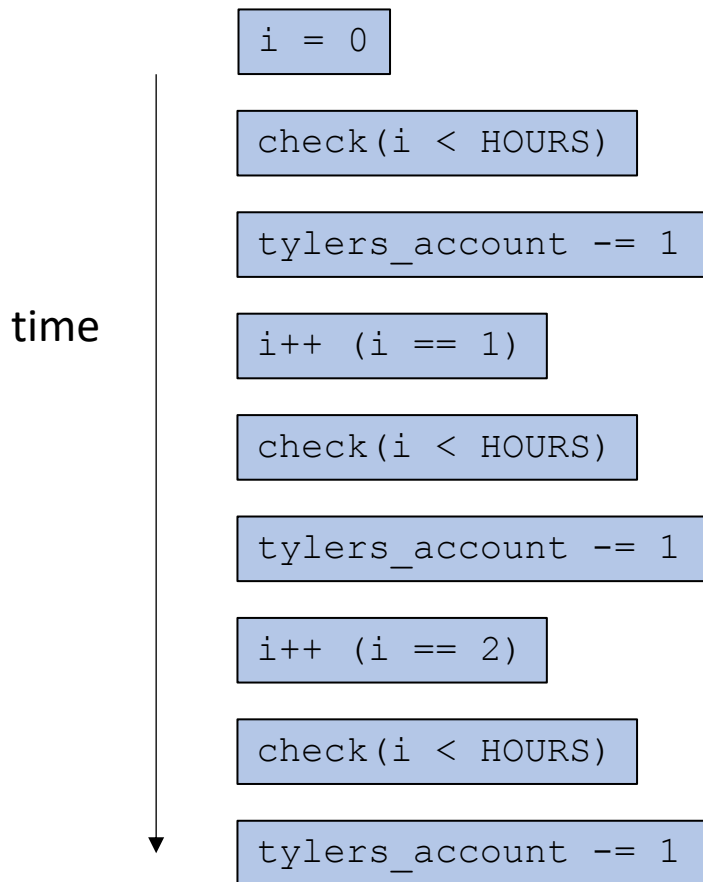 i = 0
check(i < HOURS)
tylers_account -= 1
time
i++ (i == 1)
check(i < HOURS)
tylers_account -= 1
i++ (i == 2)
check(i < HOURS)
tylers_account -= 1